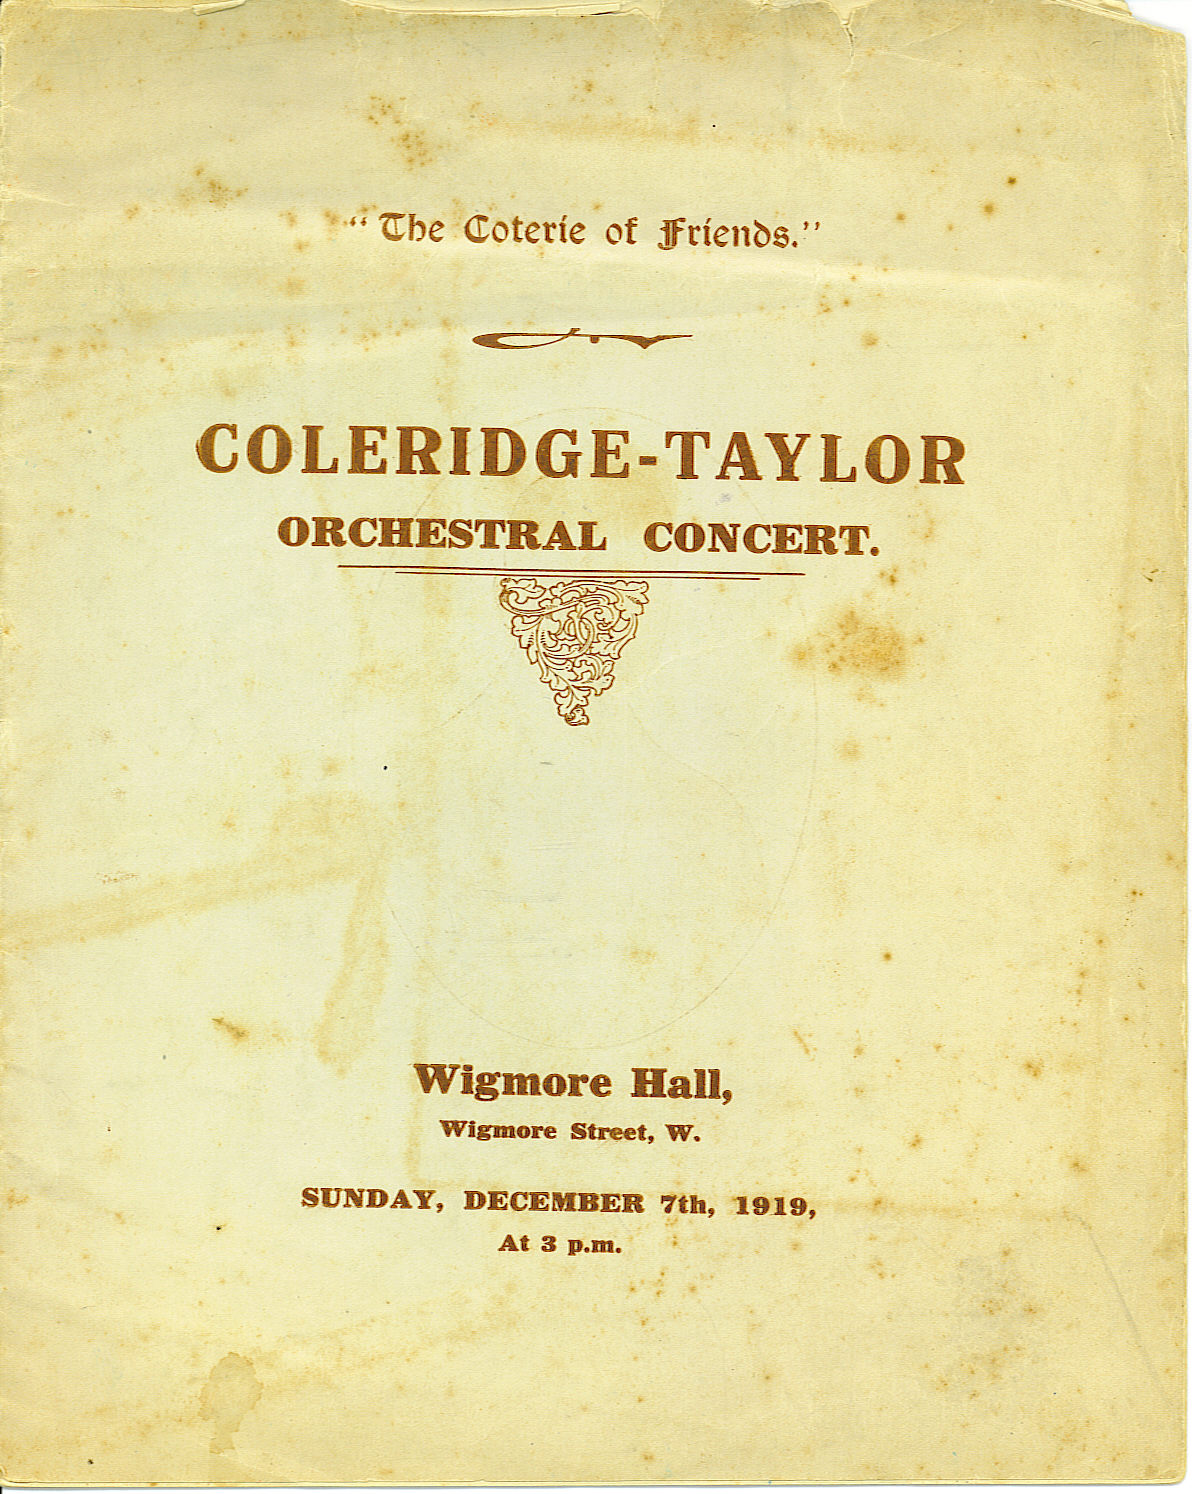 “The Coterie of Friends.”
COLERIDGE-TAYLOR
ORCHESTRAL CONCERT.
Wigmore Hall,
Wigmore Street, W.
SUNDAY, DECEMBER 7th, 1919,
At 3 p.m.